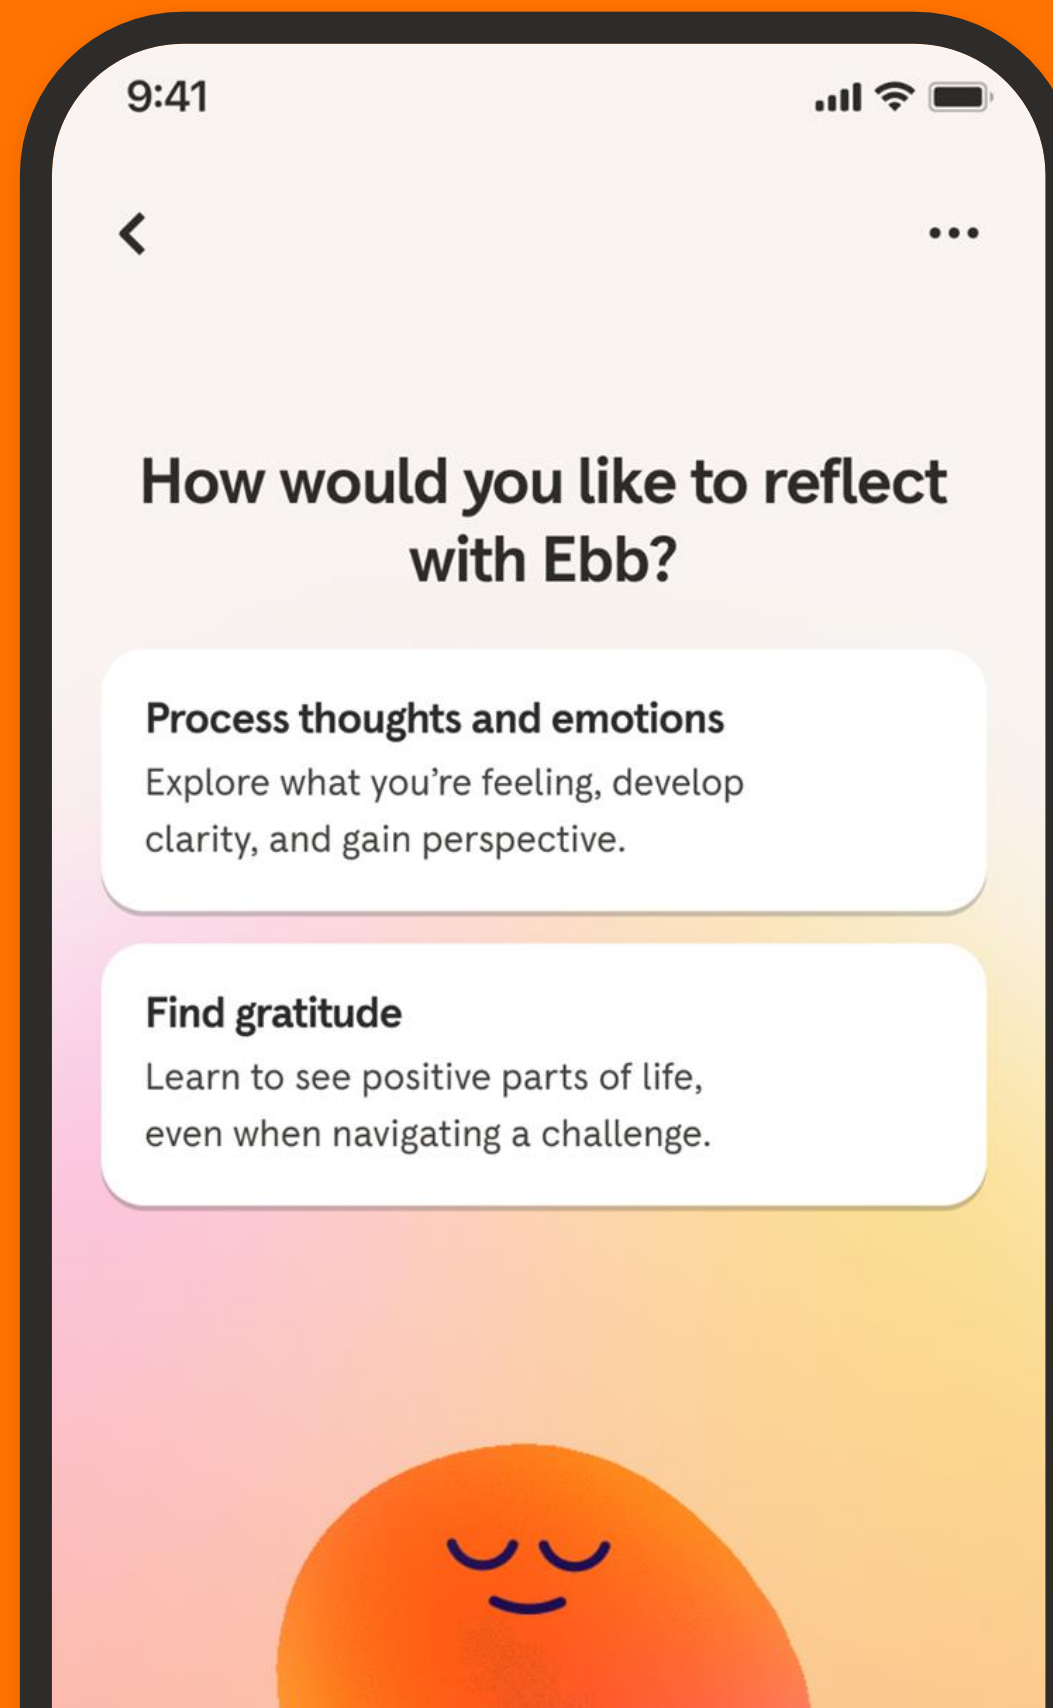 9:41
How would you like to reflect
with Ebb?
Process thoughts and emotions
Explore what you’re feeling, develop
clarity, and gain perspective.
Find gratitude
Learn to see positive parts of life,
even when navigating a challenge.